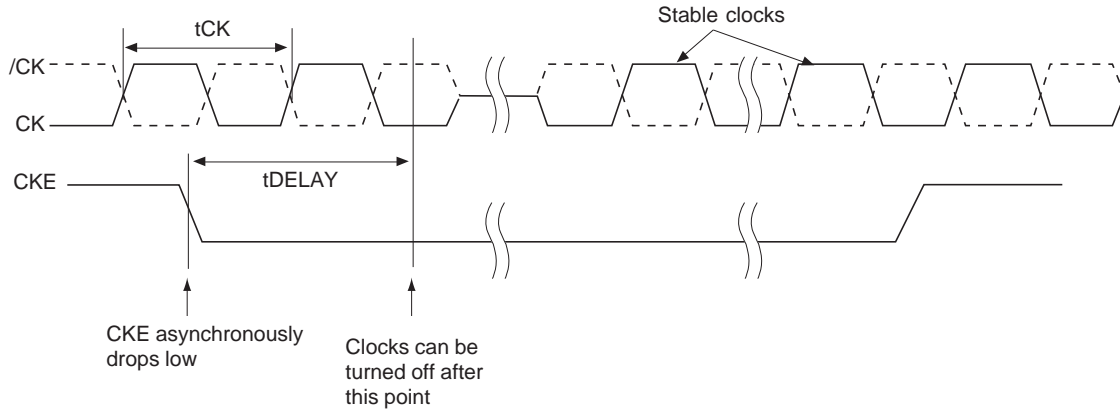 Stable clocks
tCK
/CK
CK
tDELAY
CKE
CKE asynchronously
drops low
Clocks can be
turned off after
this point